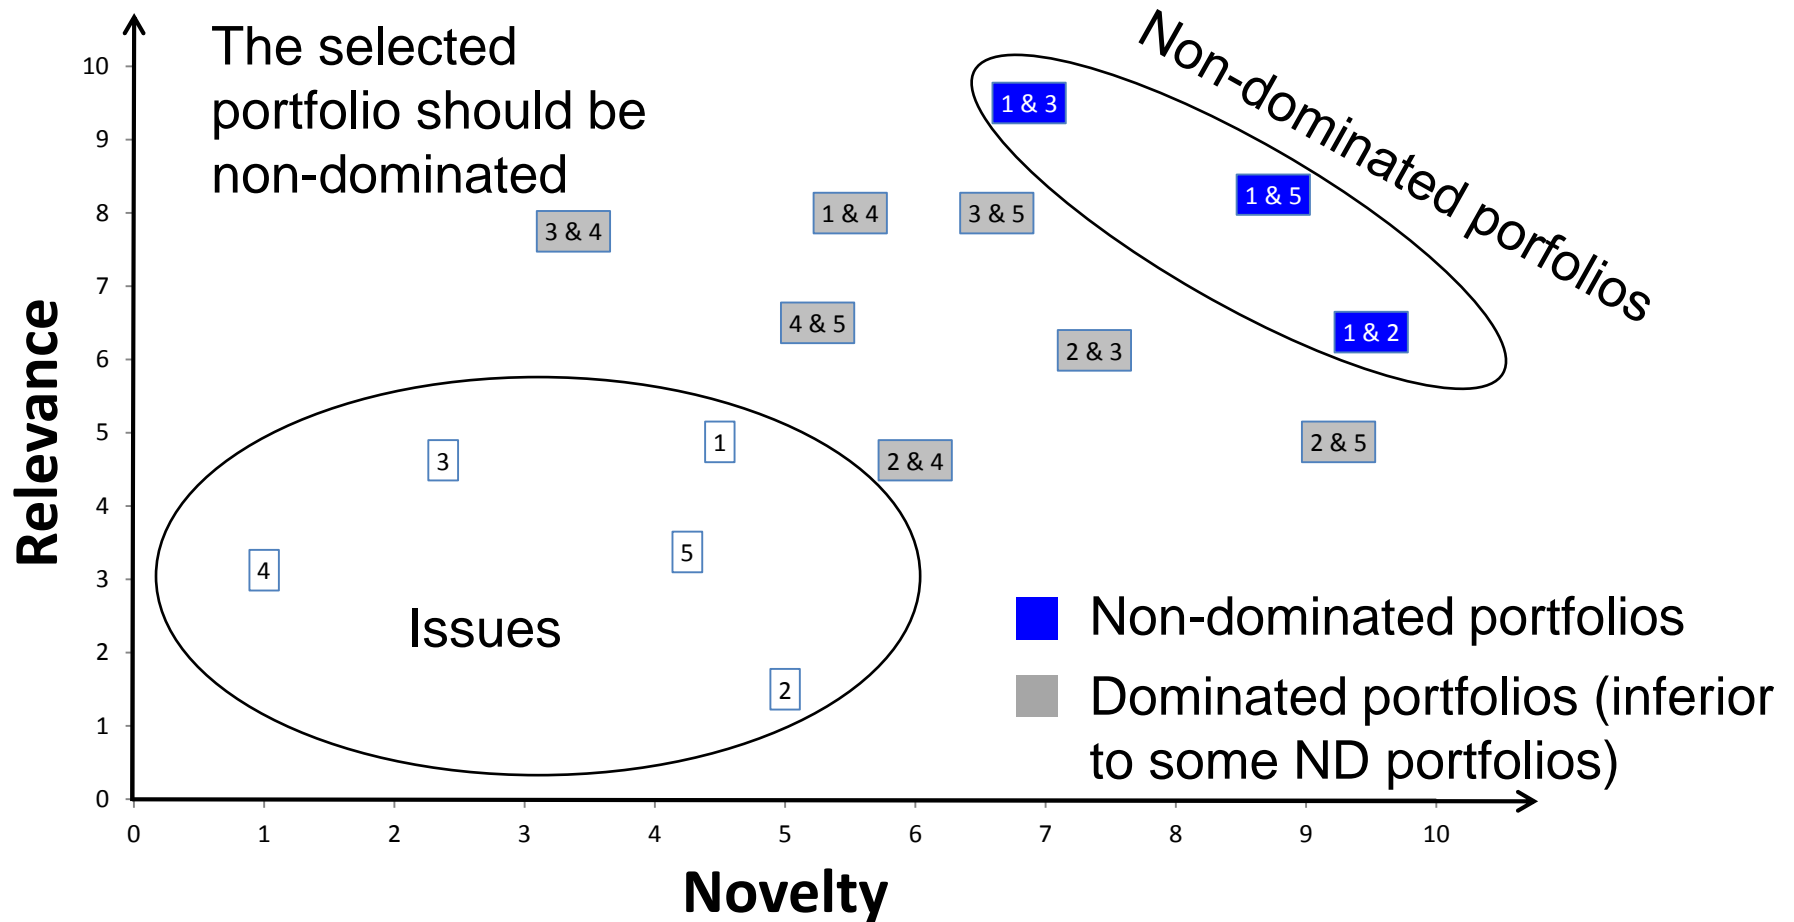 The selected
portfolio should be
non-dominated
Non-dominated porfolios
10
9
8
7
6
5
4
3
2
1
0
Relevance
1 & 3
1 & 5
3 & 4
1 & 4
3 & 5
4 & 5
2 & 3
1 & 2
3
1
2 & 4
2 & 5
4
5
Issues
2
Non-dominated portfolios
Dominated portfolios (inferior
to some ND portfolios)
0
1
2
3
4
5
6
7
8
9
10
Novelty